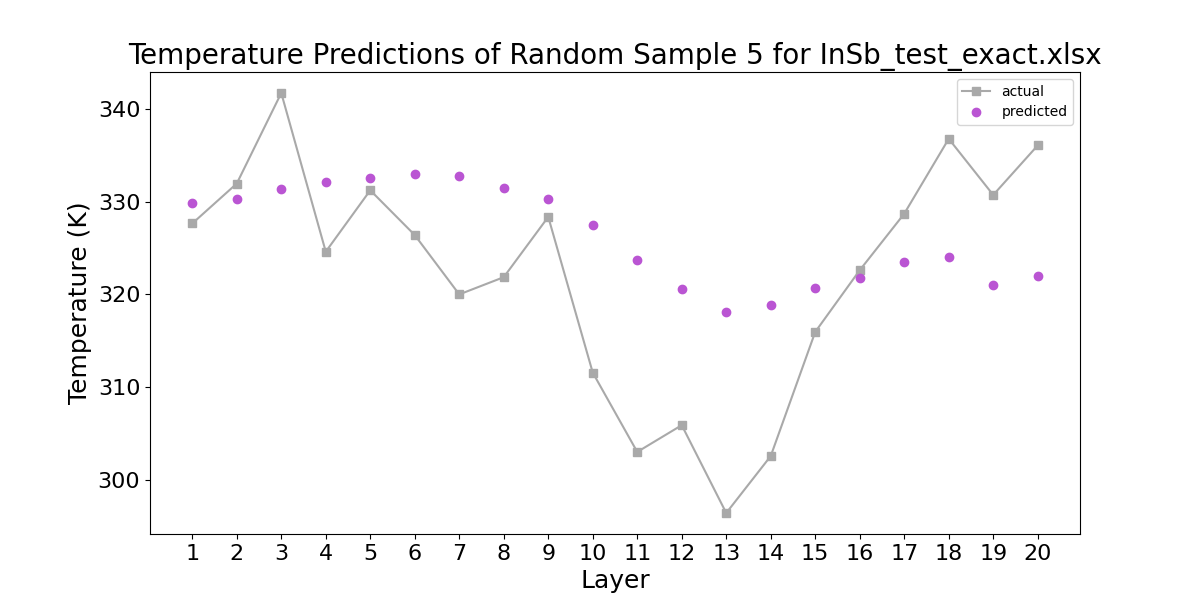 Temperature Predictions of Random Sample 5 for InSb_test_exact.xlsx
actual
predicted
Temperature (K)
340
330
320
310
300
1 2 3 4 5 6 7 8 9 10 11 12 13 14 15 16 17 18 19 20
Layer